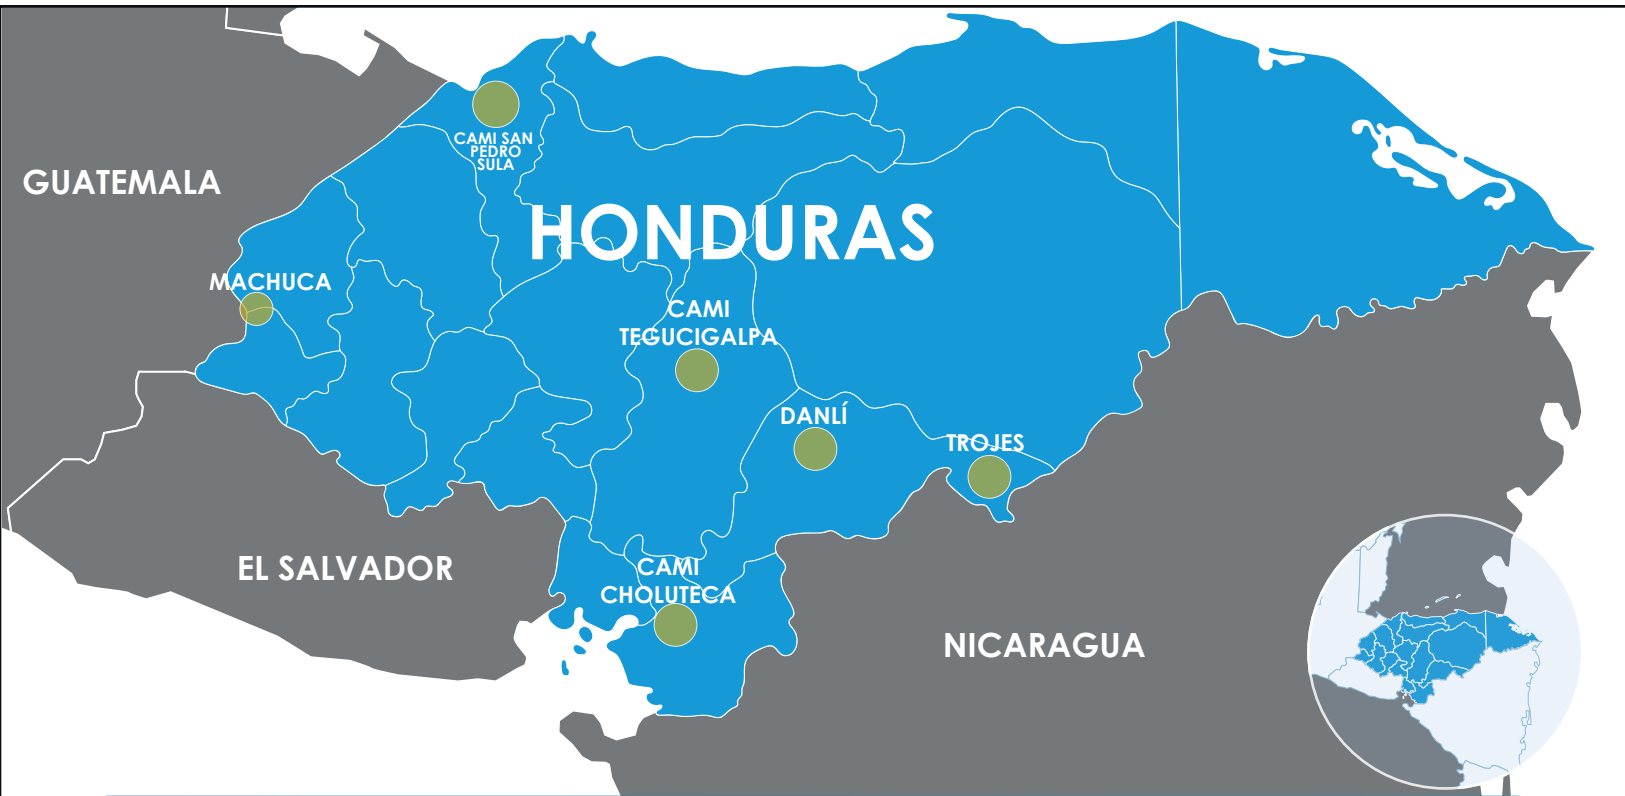 CAMI SAN
PEDRO
SULA
GUATEMALA
HONDURAS
MACHUCA
CAMI
TEGUCIGALPA
DANLÍ
TROJES
EL SALVADOR
CAMI
CHOLUTECA
NICARAGUA